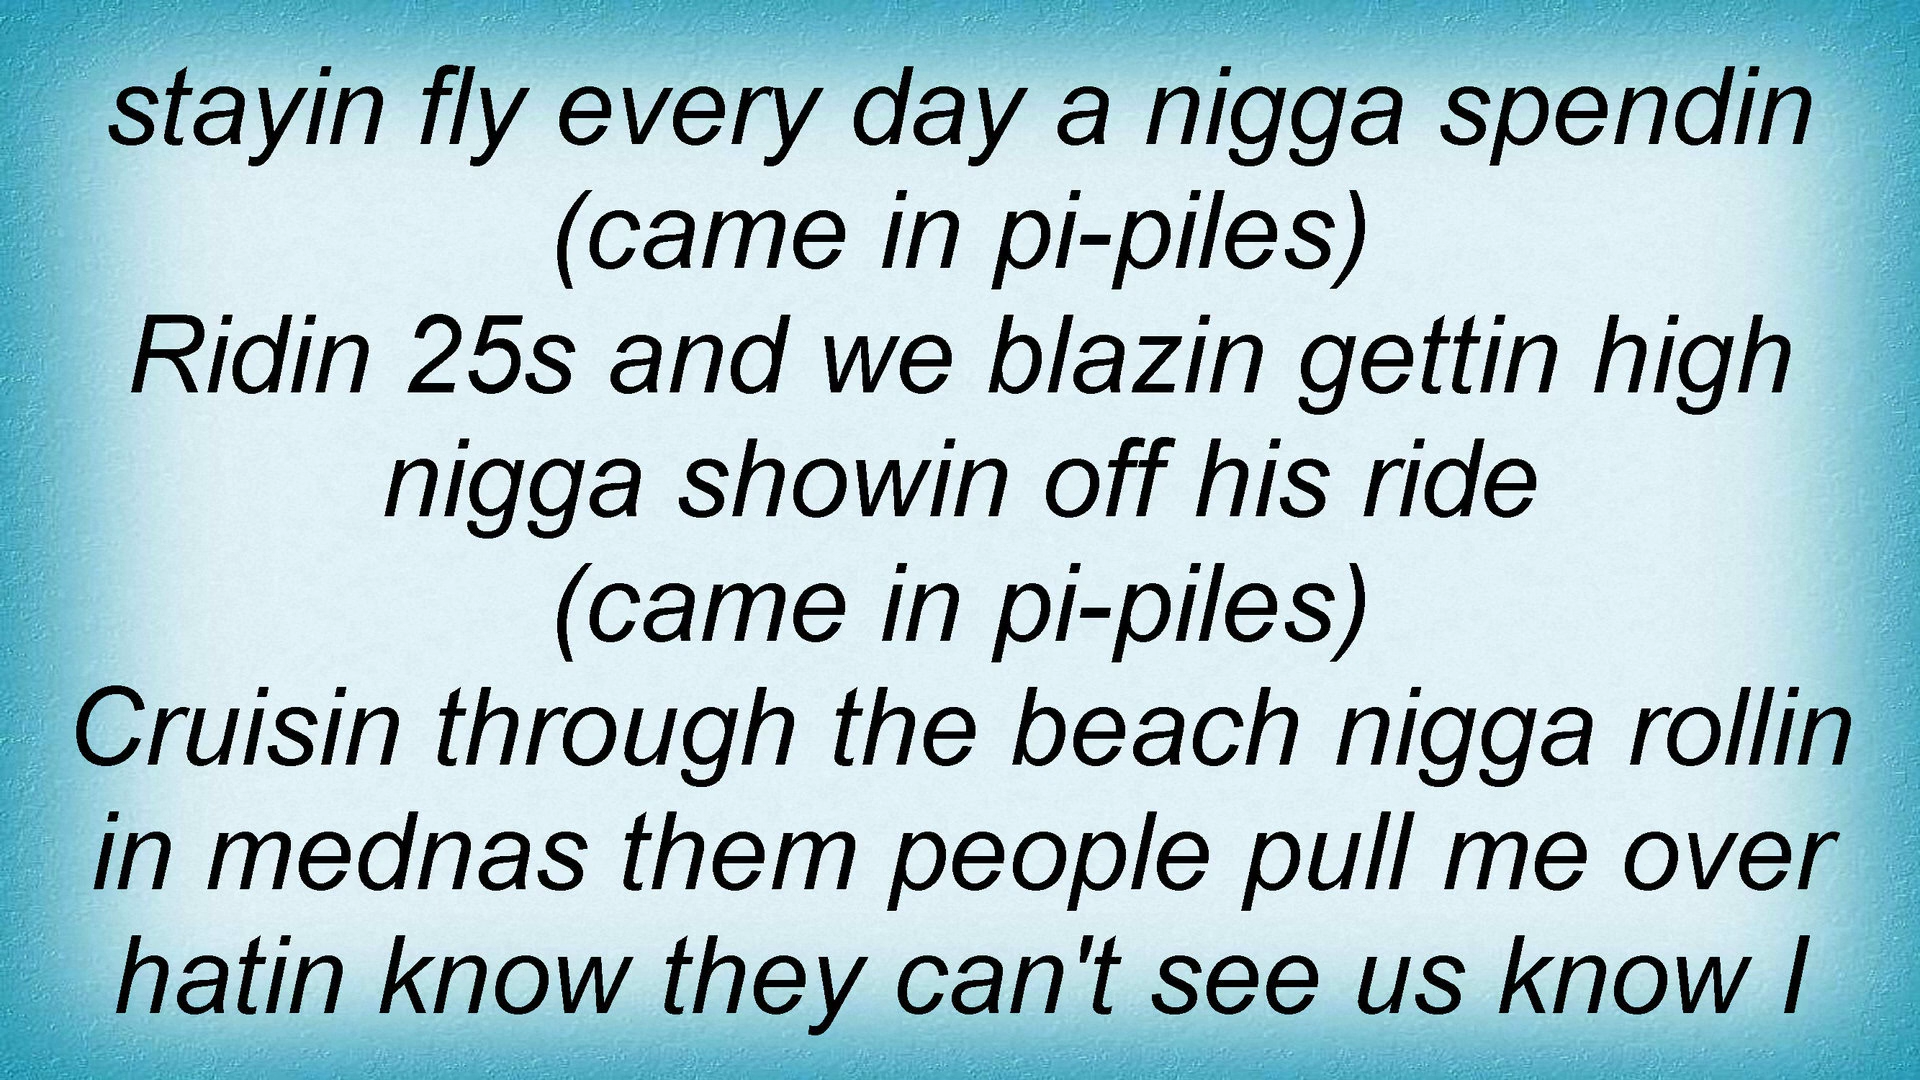 stayin fly every day a nigga spendin
(came in pi-piles)
Ridin 25s and we blazin gettin high
nigga showin off his ride
(came in pi-piles)
Cruisin through the beach nigga rollin
in mednas them people pull me over
hatin know they can't see us know I